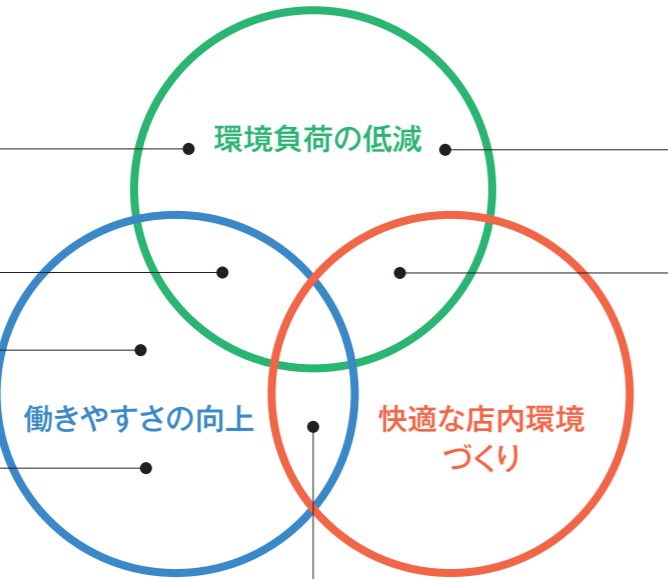 環境負荷の低減
働きやすさの向上
快適な店内環境
づくり